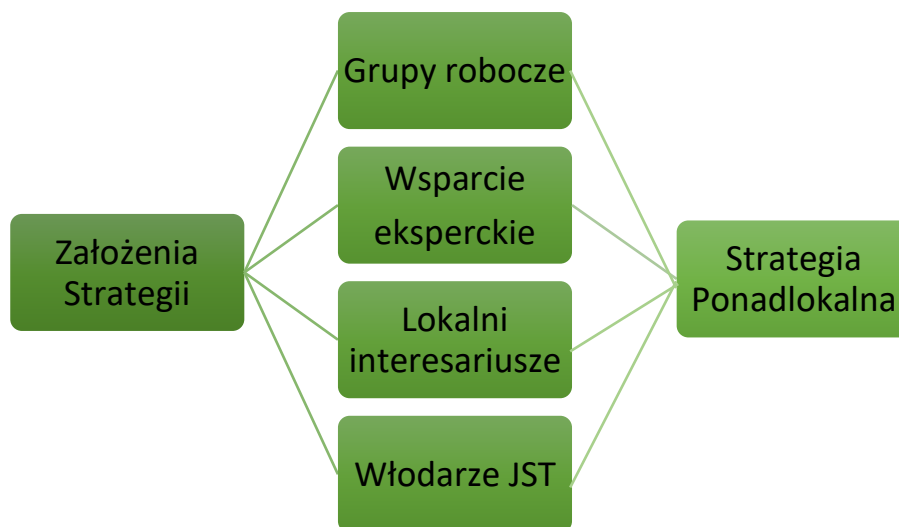 Grupy robocze
Wsparcie
eksperckie
Założenia
Strategii
Strategia
Ponadlokalna
Lokalni
interesariusze
Włodarze JST